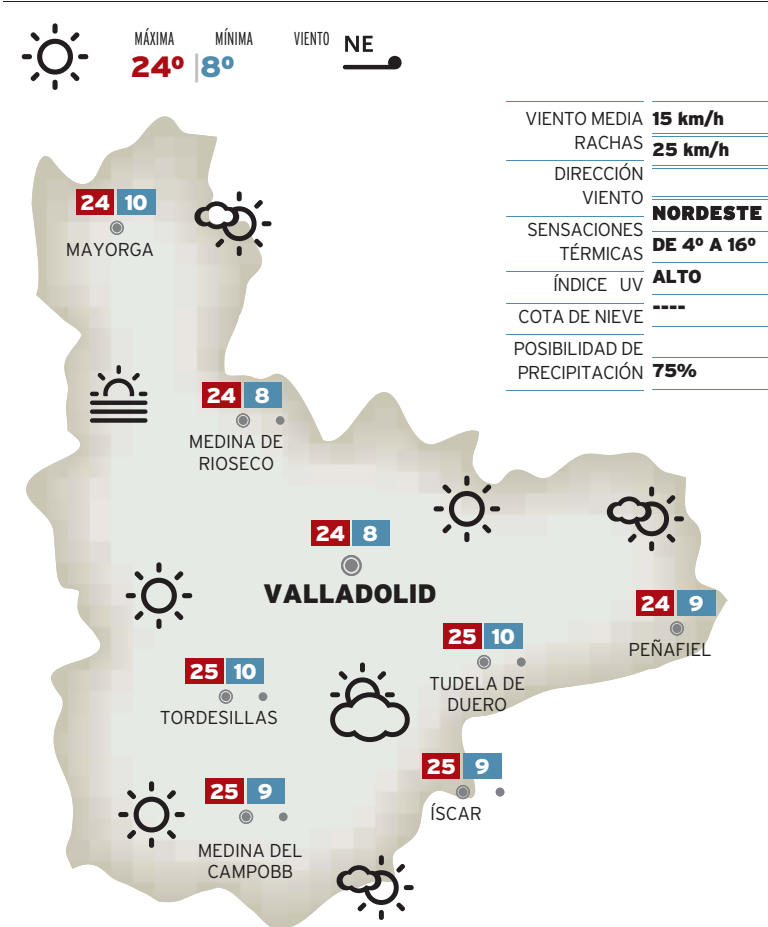 MÁXIMA MÍNIMA VIENTO NE
24º 8º
VIENTO MEDIA 15 km/h
RACHAS 25 km/h
DIRECCIÓN
VIENTO NORDESTE
SENSACIONES
TÉRMICAS DE 4º A 16º
ÍNDICE UV ALTO
COTA DE NIEVE ----
POSIBILIDAD DE
PRECIPITACIÓN 75%
24 10
MAYORGA
24 8
MEDINA DE
RIOSECO
24 8
VALLADOLID
24 9
PEÑAFIEL
25 10
TUDELA DE
DUERO
25 10
TORDESILLAS
25 9
ÍSCAR
25 9
MEDINA DEL
CAMPOBB